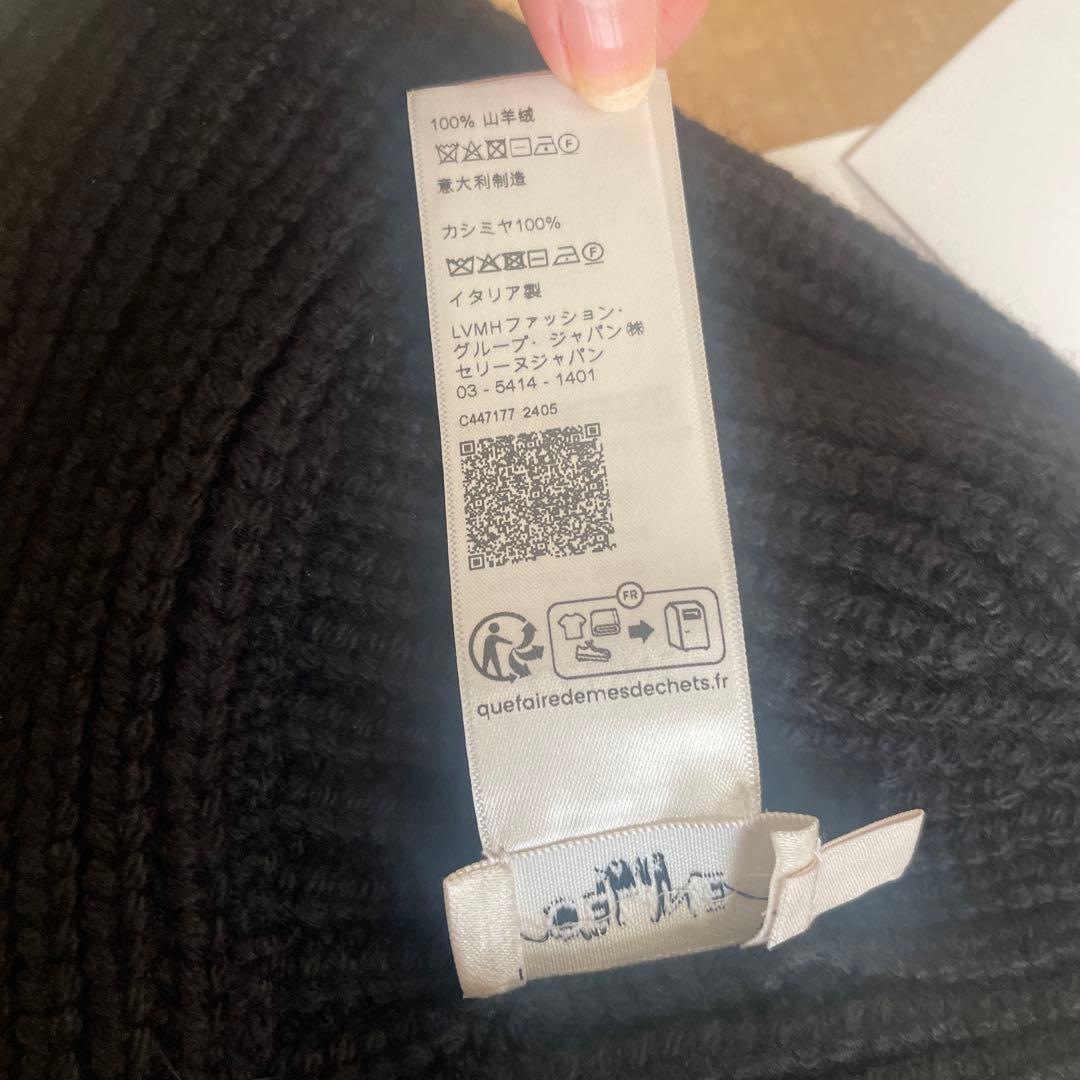 100% 山羊绒
F
意大利制造
カシミヤ100%
F
イタリア製
LVMHファッション・
グループ・ジャパン㈱
セリーヌジャパン
03 - 5414 - 1401
C447177 2405
FR
quefairedemesdechets.fr